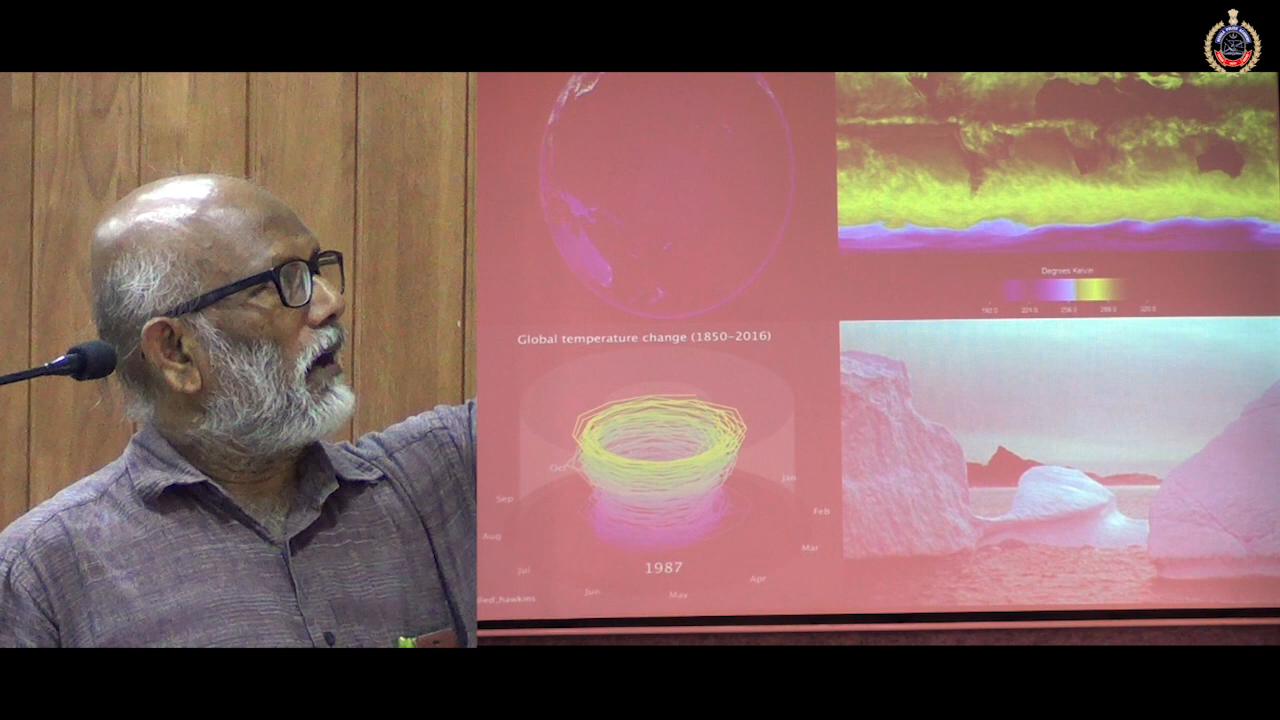 Degrees Kelvin
192.0 224.0 256.0 288.0 320.0
Global temperature change (1850-2016)
Oct
Jan
Sep
Feb
Aug
Mar
1987
Jul
Apr
Jun
May